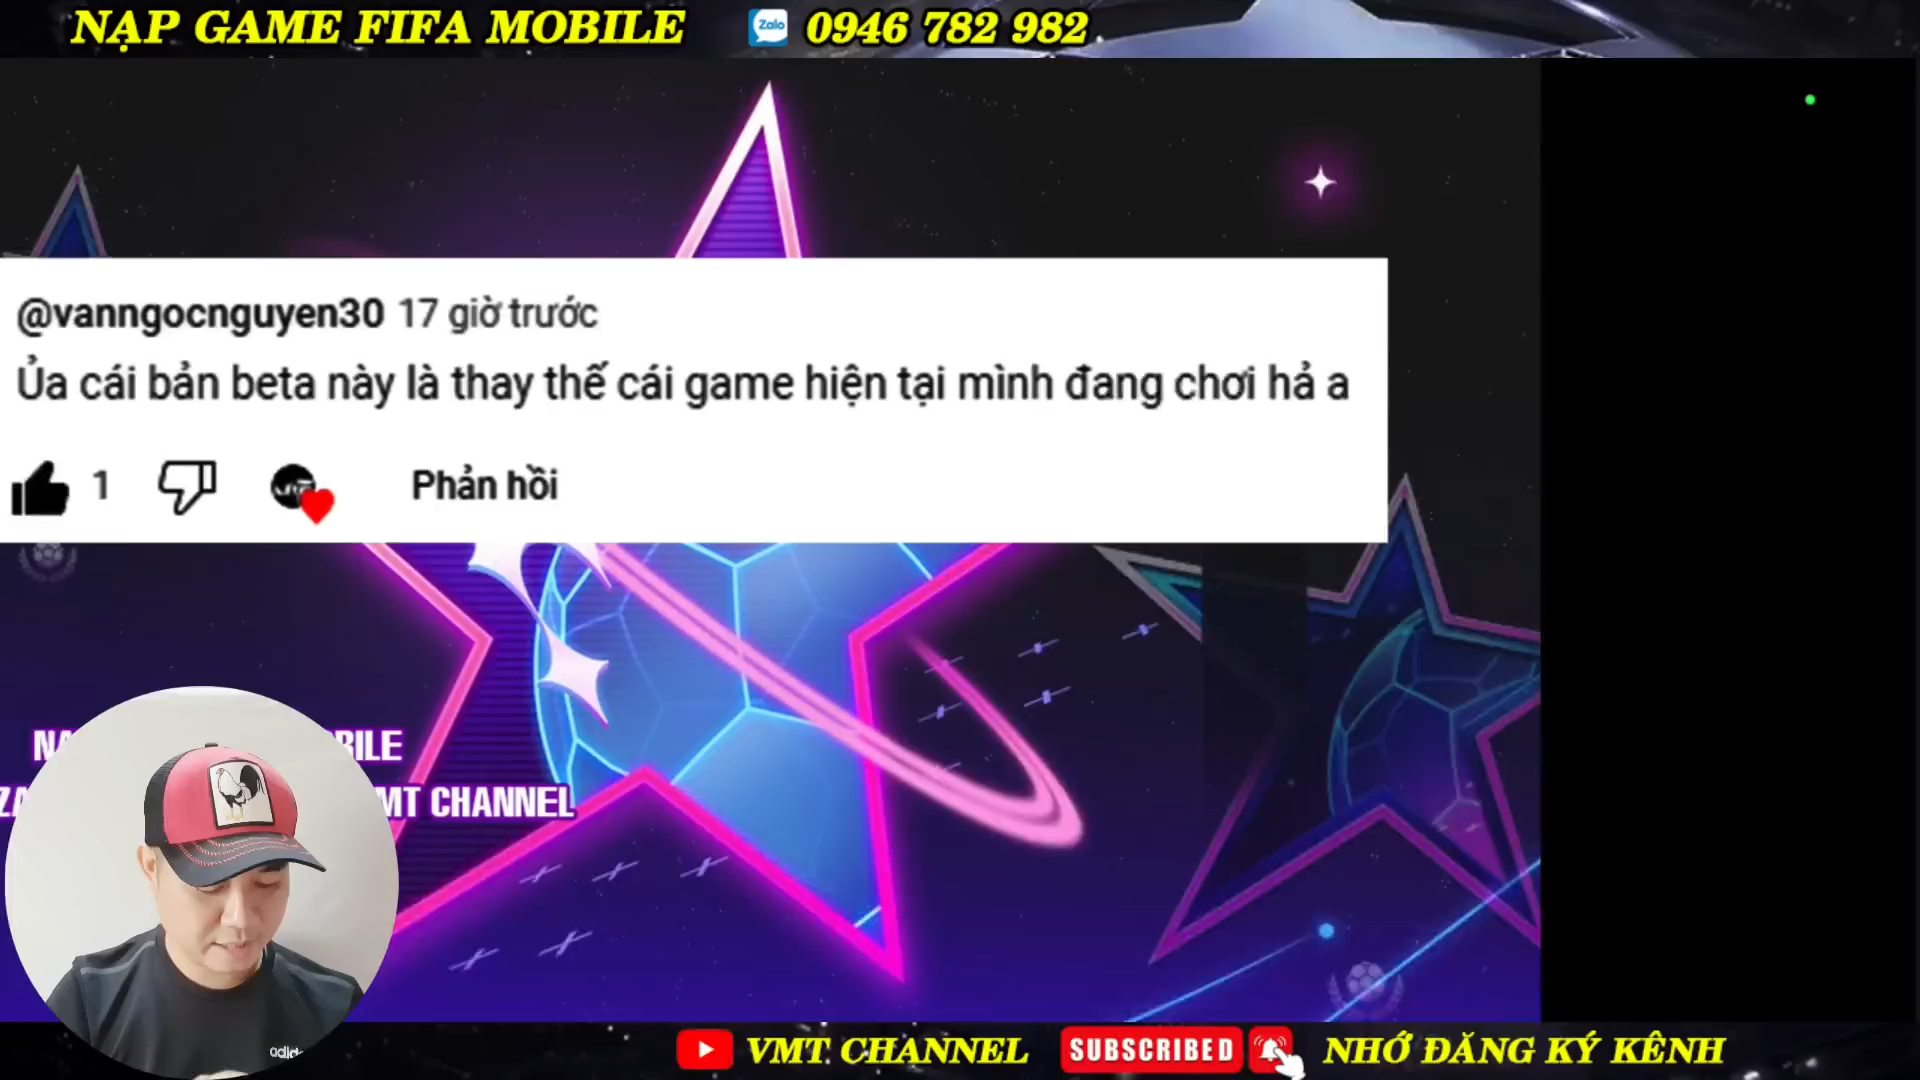 NẠP GAME FIFA MOBILE
Zalo
0946 782 982
@vanngocnguyen30 17 giờ trước
Ủa cái bản beta này là thay thế cái game hiện tại mình đang chơi hả a
1
Phản hồi
CHANNEL
VMT CHANNEL
SUBSCRIBED
NHỚ ĐĂNG KÝ KÊNH